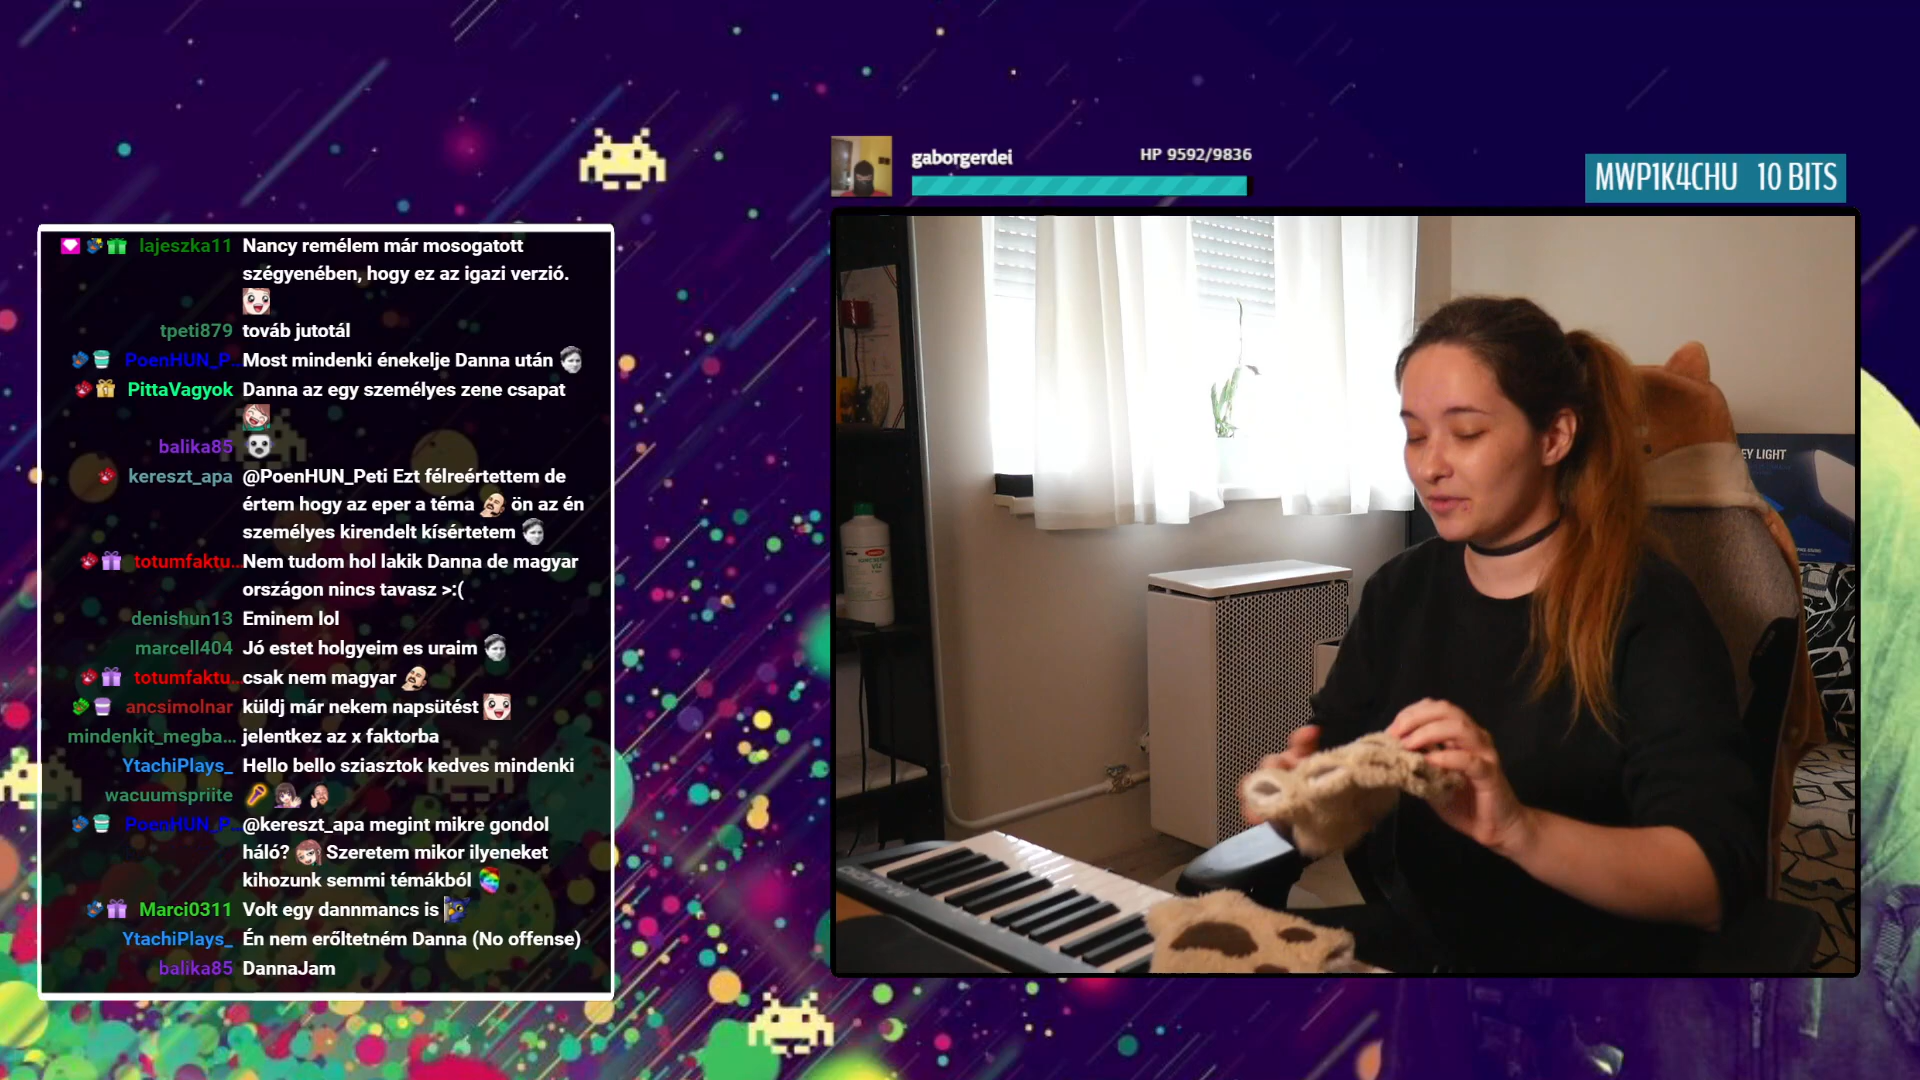 gaborgerdei HP 9592/9836
MWP1K4CHU 10 BITS
lajeszka11 Nancy remélem már mosogatott
szégyenében, hogy ez az igazi verzió.
tpeti879 továb jutotál
PoenHUN_P... Most mindenki énekelje Danna után
PittaVagyok Danna az egy személyes zene csapat
balika85
kereszt_apa @PoenHUN_Peti Ezt félreértettem de
értem hogy az eper a téma ön az én
személyes kirendelt kísértetem
totumfaktu... Nem tudom hol lakik Danna de magyar
országon nincs tavasz >:(
denishun13 Eminem lol
marcell404 Jó estet holgyeim es uraim
totumfaktu... csak nem magyar
ancsimolnar küldj már nekem napsütést
mindenkit_megba... jelentkez az x faktorba
YtachiPlays_ Hello bello sziasztok kedves mindenki
wacuumspriite
PoenHUN_P... @kereszt_apa megint mikre gondol
háló? Szeretem mikor ilyeneket
kihozunk semmi témákból
Marci0311 Volt egy dannmancs is
YtachiPlays_ Én nem erőltetném Danna (No offense)
balika85 DannaJam
EY LIGHT